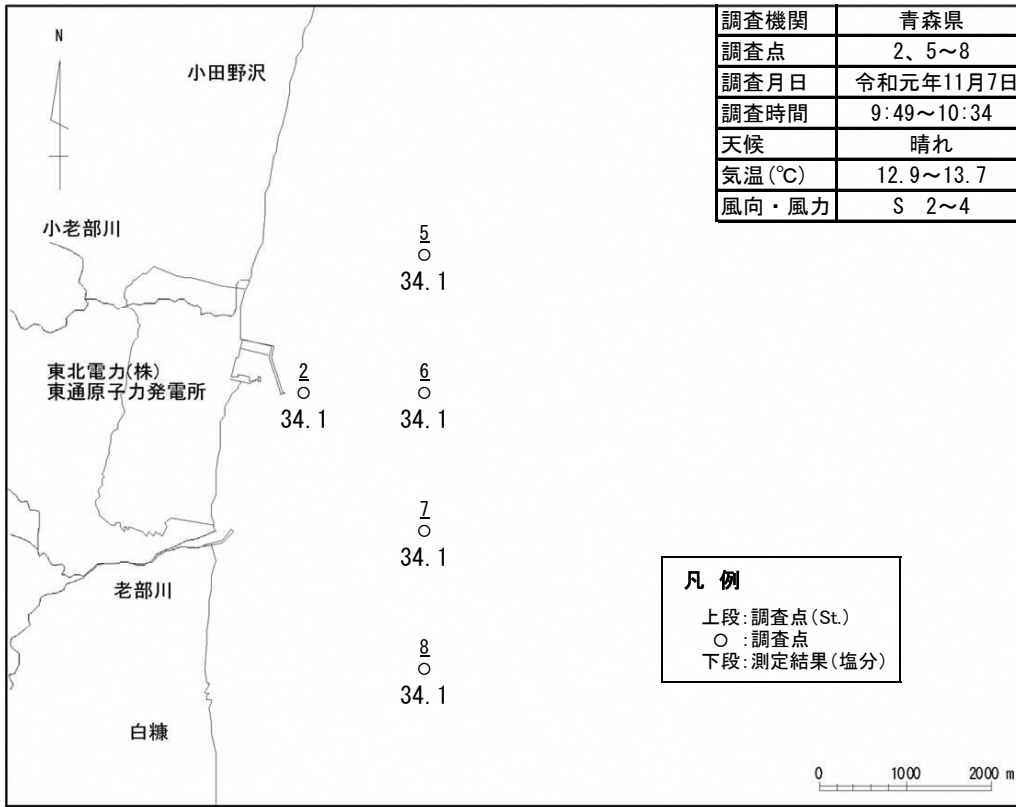 調査機関 青森県
調査点 2、5～8
調査月日 令和元年11月7日
調査時間 9:49～10:34
天候 晴れ
気温(℃) 12.9～13.7
風向・風力 S 2～4
N
小田野沢
小老部川
5
○
34.1
東北電力(株)
東通原子力発電所
2
○
34.1
6
○
34.1
7
○
34.1
老部川
8
○
34.1
白糠
凡 例
上段:調査点(St.)
○ :調査点
下段:測定結果(塩分)
0 1000 2000 m